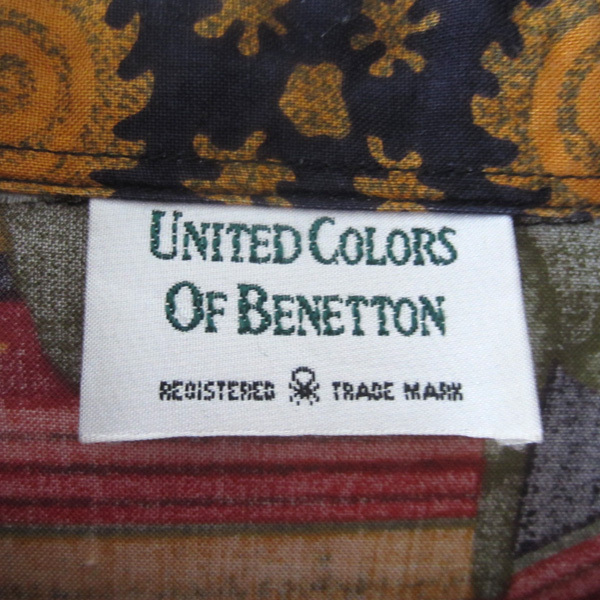 UNITED COLORS
OF BENETTON
REGISTERED TRADE MARK